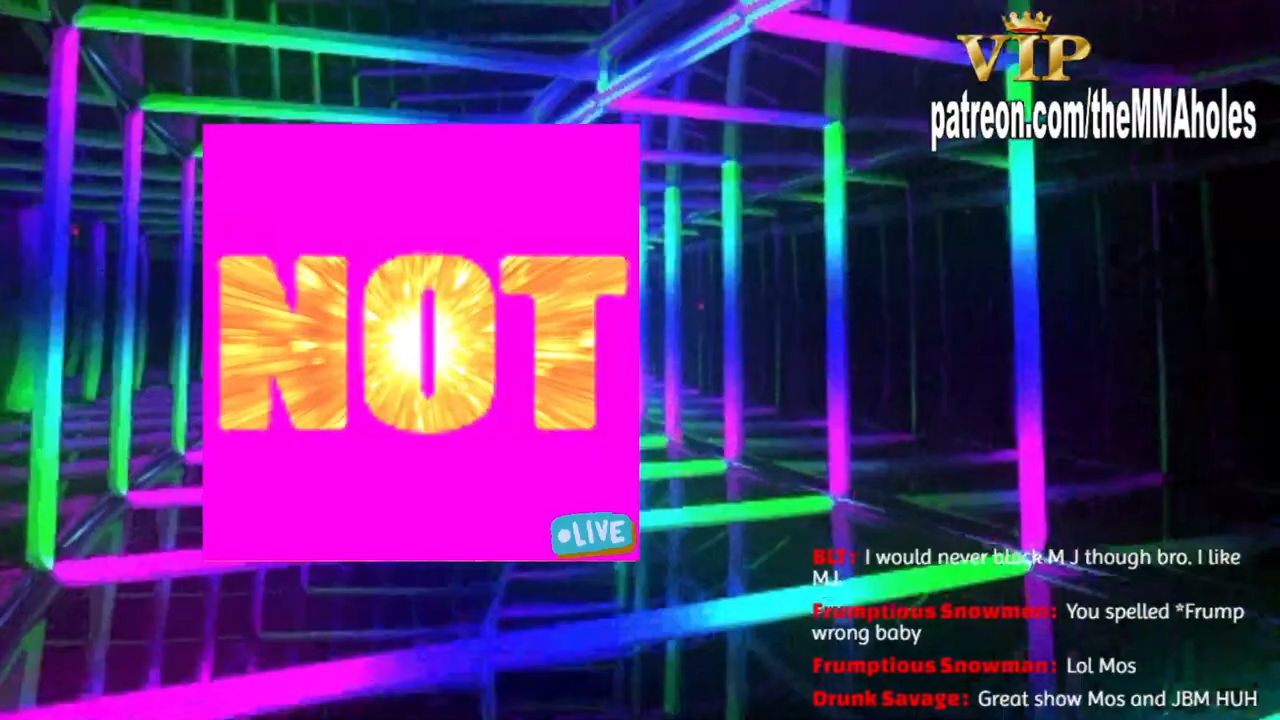 VIP
patreon.com/theMMAholes
NOT
LIVE
BLT: I would never block M J though bro. I like
MJ.
Frumptious Snowman: You spelled *Frump
wrong baby
Frumptious Snowman: Lol Mos
Drunk Savage: Great show Mos and JBM HUH